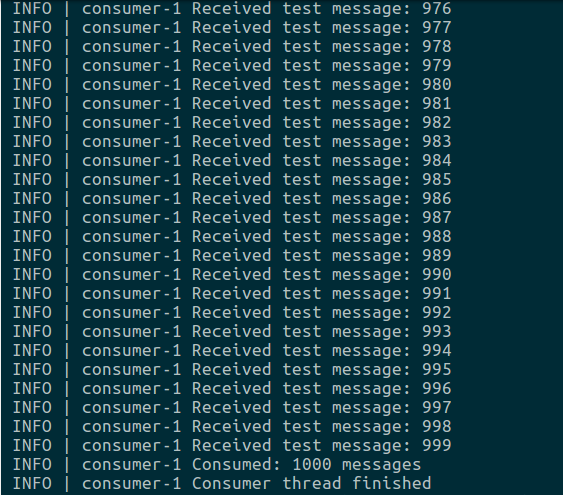 INFO | consumer-1 Received test message: 976
INFO | consumer-1 Received test message: 977
INFO | consumer-1 Received test message: 978
INFO | consumer-1 Received test message: 979
INFO | consumer-1 Received test message: 980
INFO | consumer-1 Received test message: 981
INFO | consumer-1 Received test message: 982
INFO | consumer-1 Received test message: 983
INFO | consumer-1 Received test message: 984
INFO | consumer-1 Received test message: 985
INFO | consumer-1 Received test message: 986
INFO | consumer-1 Received test message: 987
INFO | consumer-1 Received test message: 988
INFO | consumer-1 Received test message: 989
INFO | consumer-1 Received test message: 990
INFO | consumer-1 Received test message: 991
INFO | consumer-1 Received test message: 992
INFO | consumer-1 Received test message: 993
INFO | consumer-1 Received test message: 994
INFO | consumer-1 Received test message: 995
INFO | consumer-1 Received test message: 996
INFO | consumer-1 Received test message: 997
INFO | consumer-1 Received test message: 998
INFO | consumer-1 Received test message: 999
INFO | consumer-1 Consumed: 1000 messages
INFO | consumer-1 Consumer thread finished